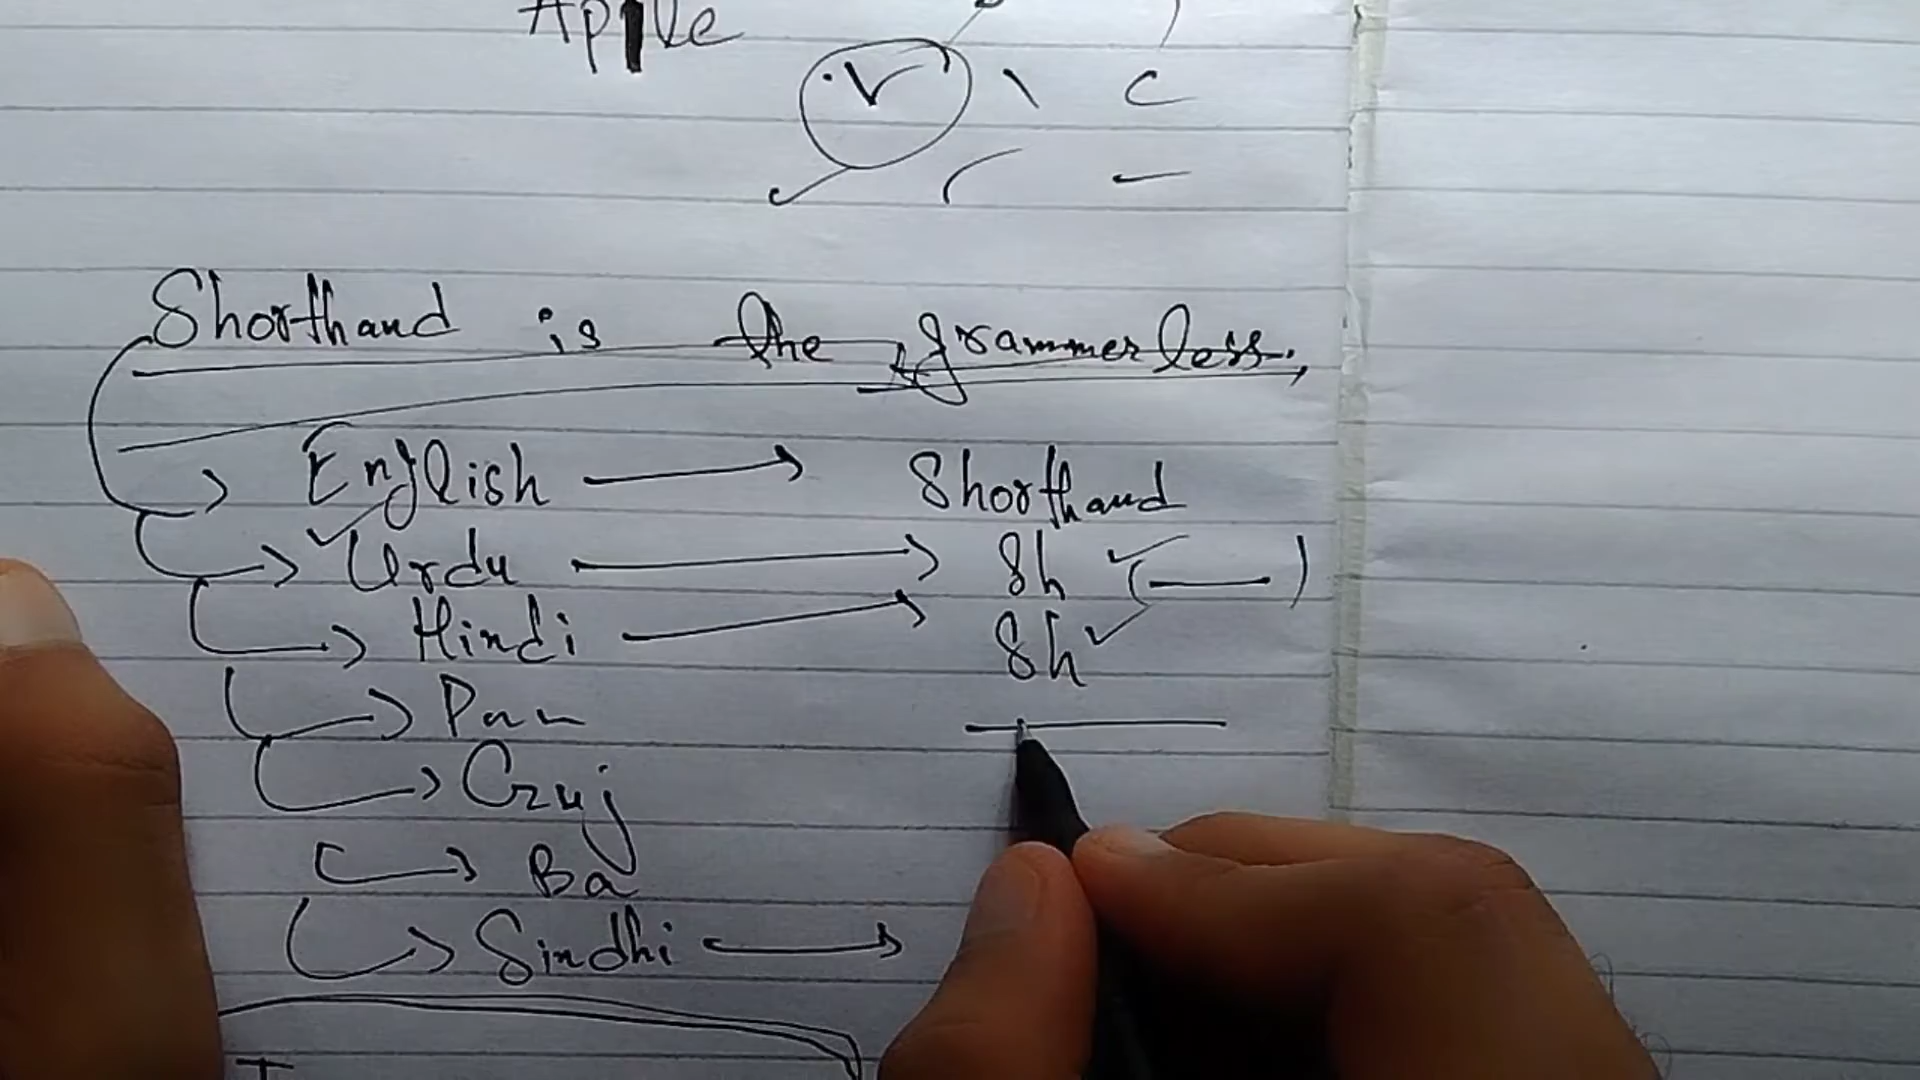 Apple
Shorthand is the grammerless.
English → Shorthand
Urdu → Sh
Hindi → Sh
Pun
Guj
Ba
Sindhi →